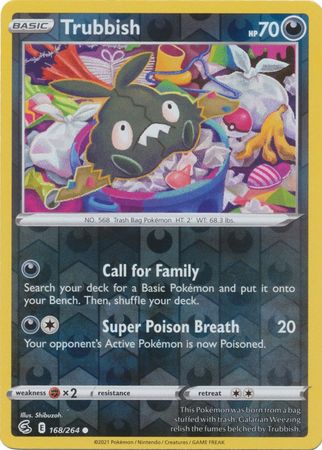 BASIC Trubbish HP 70
NO. 568 Trash Bag Pokémon HT: 2' WT: 68.3 lbs.
Call for Family
Search your deck for a Basic Pokémon and put it onto
your Bench. Then, shuffle your deck.
Super Poison Breath 20
Your opponent's Active Pokémon is now Poisoned.
weakness ×2 resistance retreat
Illus. Shibuzoh.
E 168/264
This Pokémon was born from a bag
stuffed with trash. Galarian Weezing
relish the fumes belched by Trubbish.
©2021 Pokémon / Nintendo / Creatures / GAME FREAK